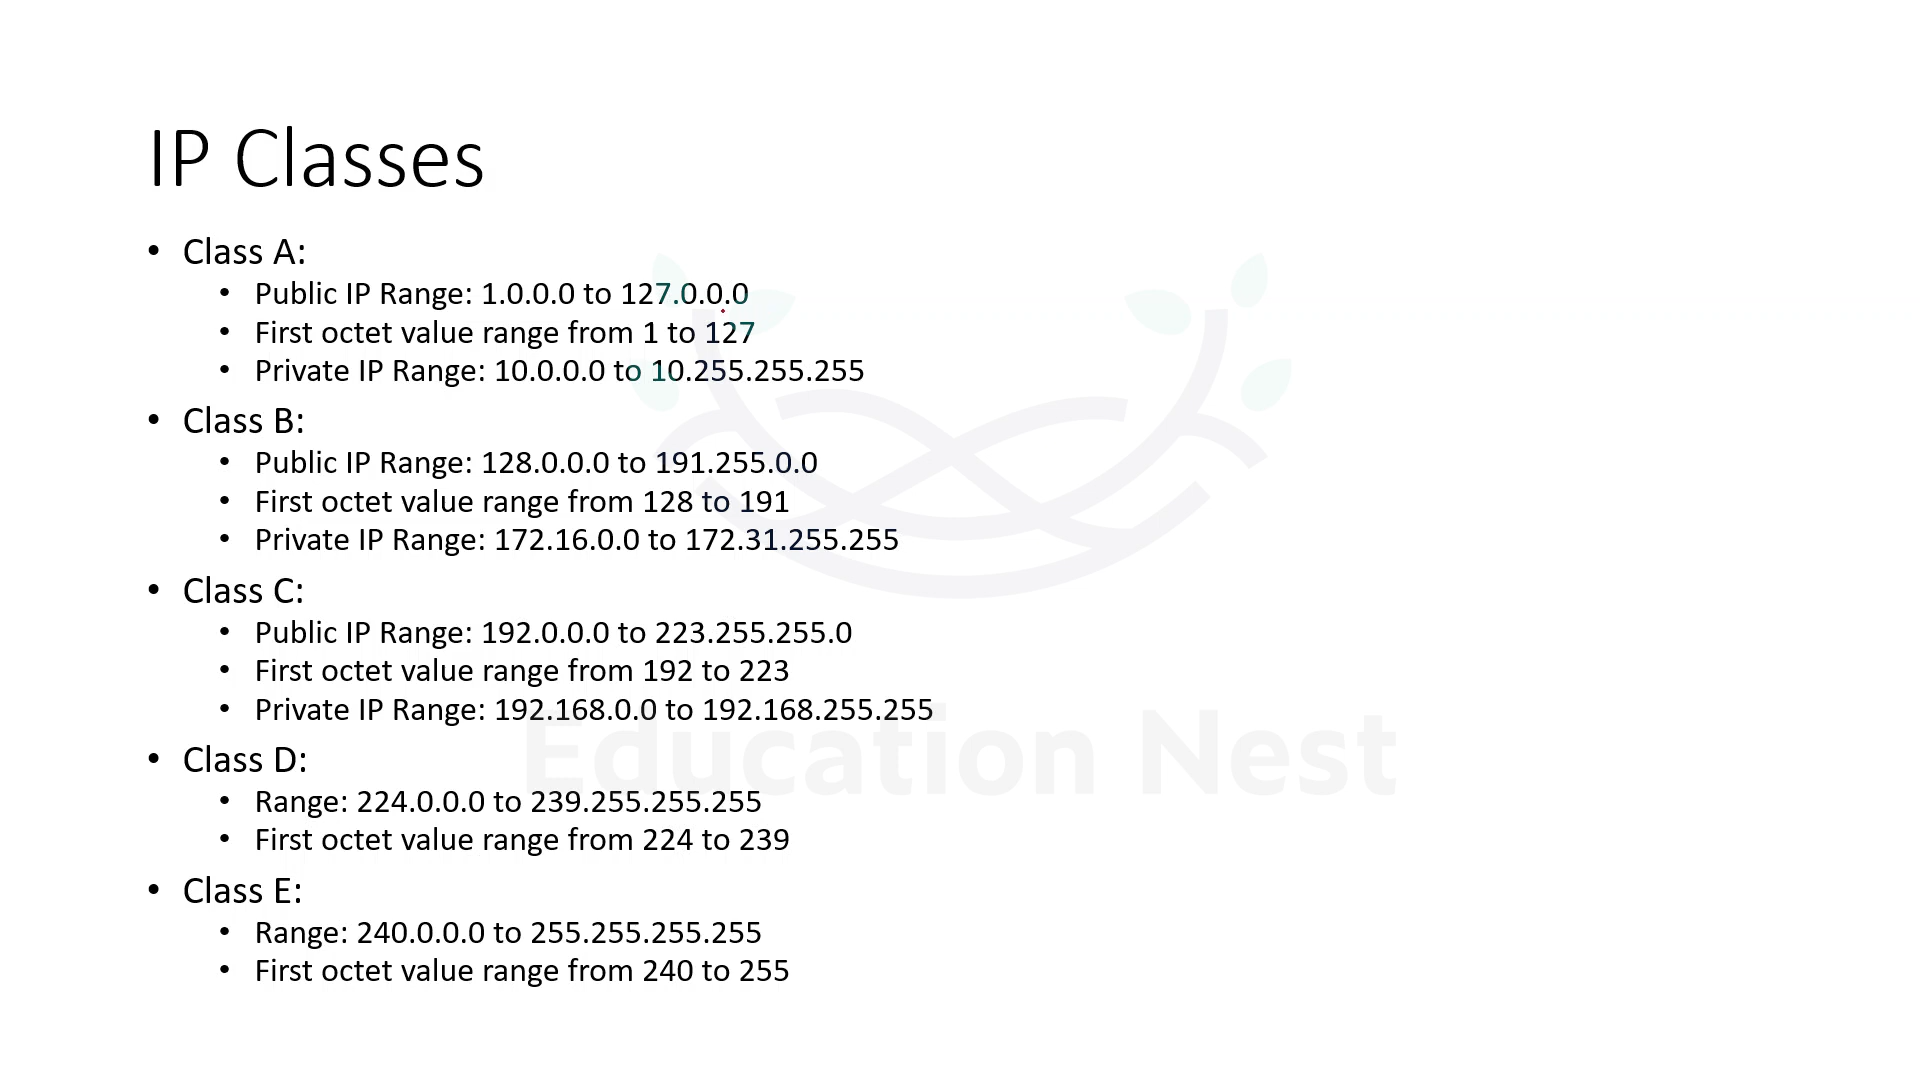 IP Classes
• Class A:
• Public IP Range: 1.0.0.0 to 127.0.0.0
• First octet value range from 1 to 127
• Private IP Range: 10.0.0.0 to 10.255.255.255
• Class B:
• Public IP Range: 128.0.0.0 to 191.255.0.0
• First octet value range from 128 to 191
• Private IP Range: 172.16.0.0 to 172.31.255.255
• Class C:
• Public IP Range: 192.0.0.0 to 223.255.255.0
• First octet value range from 192 to 223
• Private IP Range: 192.168.0.0 to 192.168.255.255
Education Nest
• Class D:
• Range: 224.0.0.0 to 239.255.255.255
• First octet value range from 224 to 239
• Class E:
• Range: 240.0.0.0 to 255.255.255.255
• First octet value range from 240 to 255